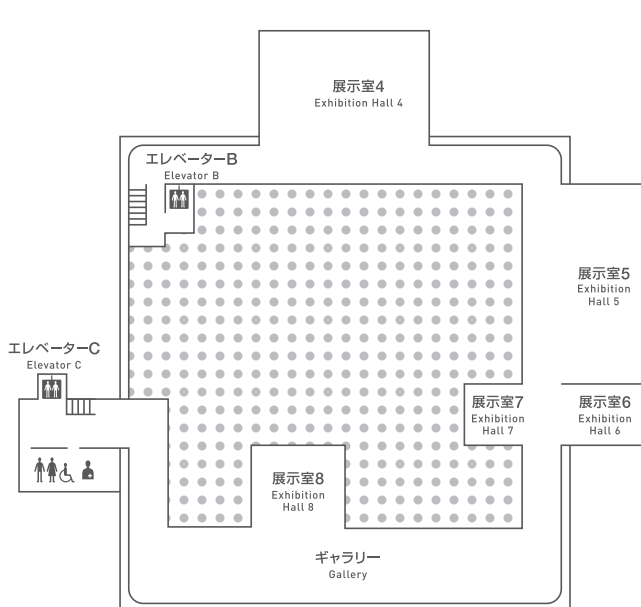 展示室4
Exhibition Hall 4
エレベーターB
Elevator B
展示室5
Exhibition
Hall 5
エレベーターC
Elevator C
展示室7
Exhibition
Hall 7
展示室6
Exhibition
Hall 6
展示室8
Exhibition
Hall 8
ギャラリー
Gallery